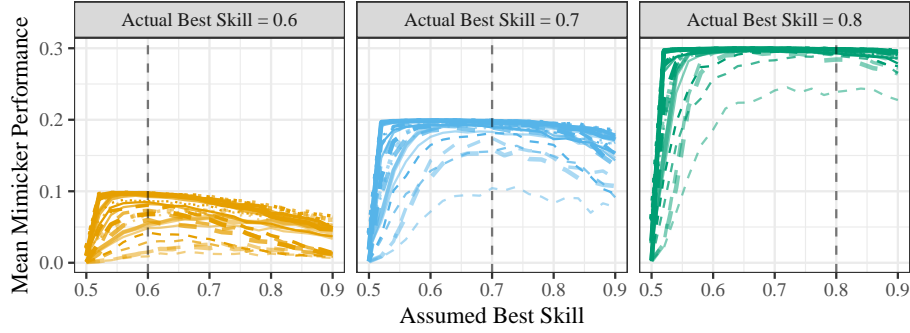 Actual Best Skill = 0.6
Actual Best Skill = 0.7
Actual Best Skill = 0.8
Mean Mimicker Performance
0.3
0.2
0.1
0.0
0.5 0.6 0.7 0.8 0.9
0.5 0.6 0.7 0.8 0.9
0.5 0.6 0.7 0.8 0.9
Assumed Best Skill